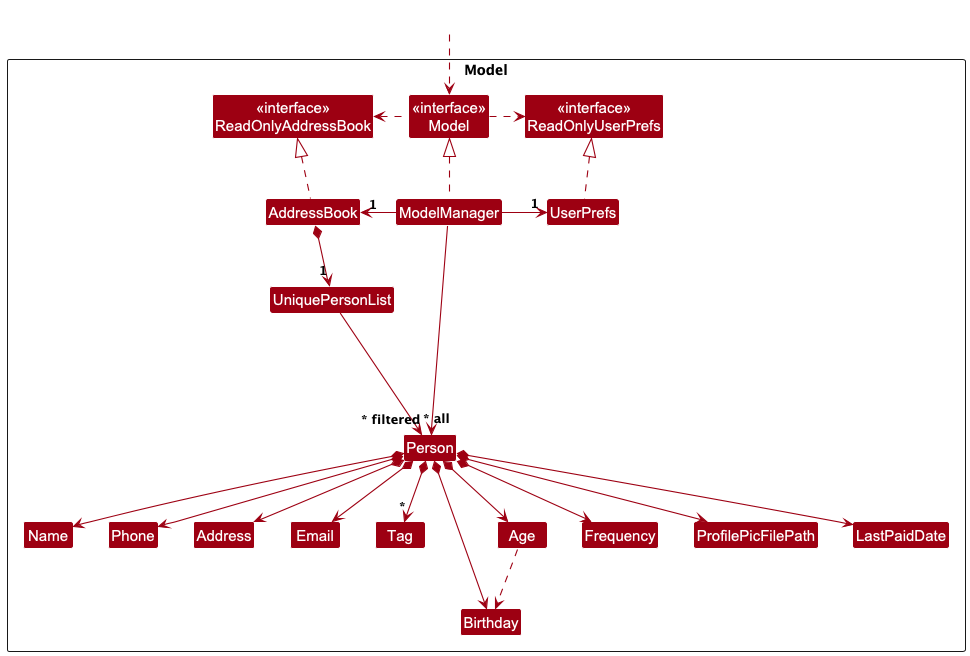 Model
«interface»
ReadOnlyAddressBook
«interface»
Model
«interface»
ReadOnlyUserPrefs
AddressBook
1
ModelManager
1
UserPrefs
1
UniquePersonList
* filtered
* all
Person
*
Name
Phone
Address
Email
Tag
Age
Frequency
ProfilePicFilePath
LastPaidDate
Birthday